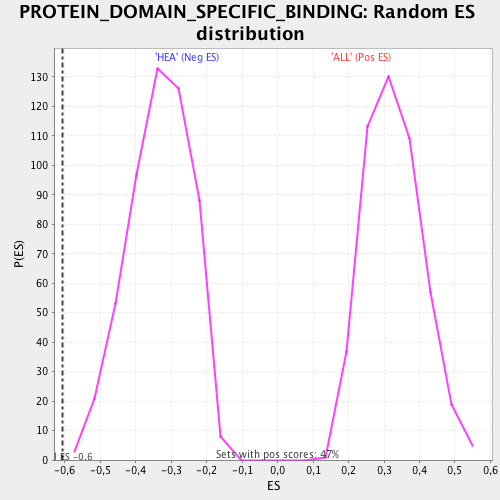 PROTEIN_DOMAIN_SPECIFIC_BINDING: Random ES
distribution
'HEA' (Neg ES) 'ALL' (Pos ES)
130
120
110
100
90
80
70
60
50
40
30
20
10
0
P(ES)
ES -0.6
Sets with pos scores: 47%
-0,6 -0,5 -0,4 -0,3 -0,2 -0,1 0,0 0,1 0,2 0,3 0,4 0,5 0,6
ES